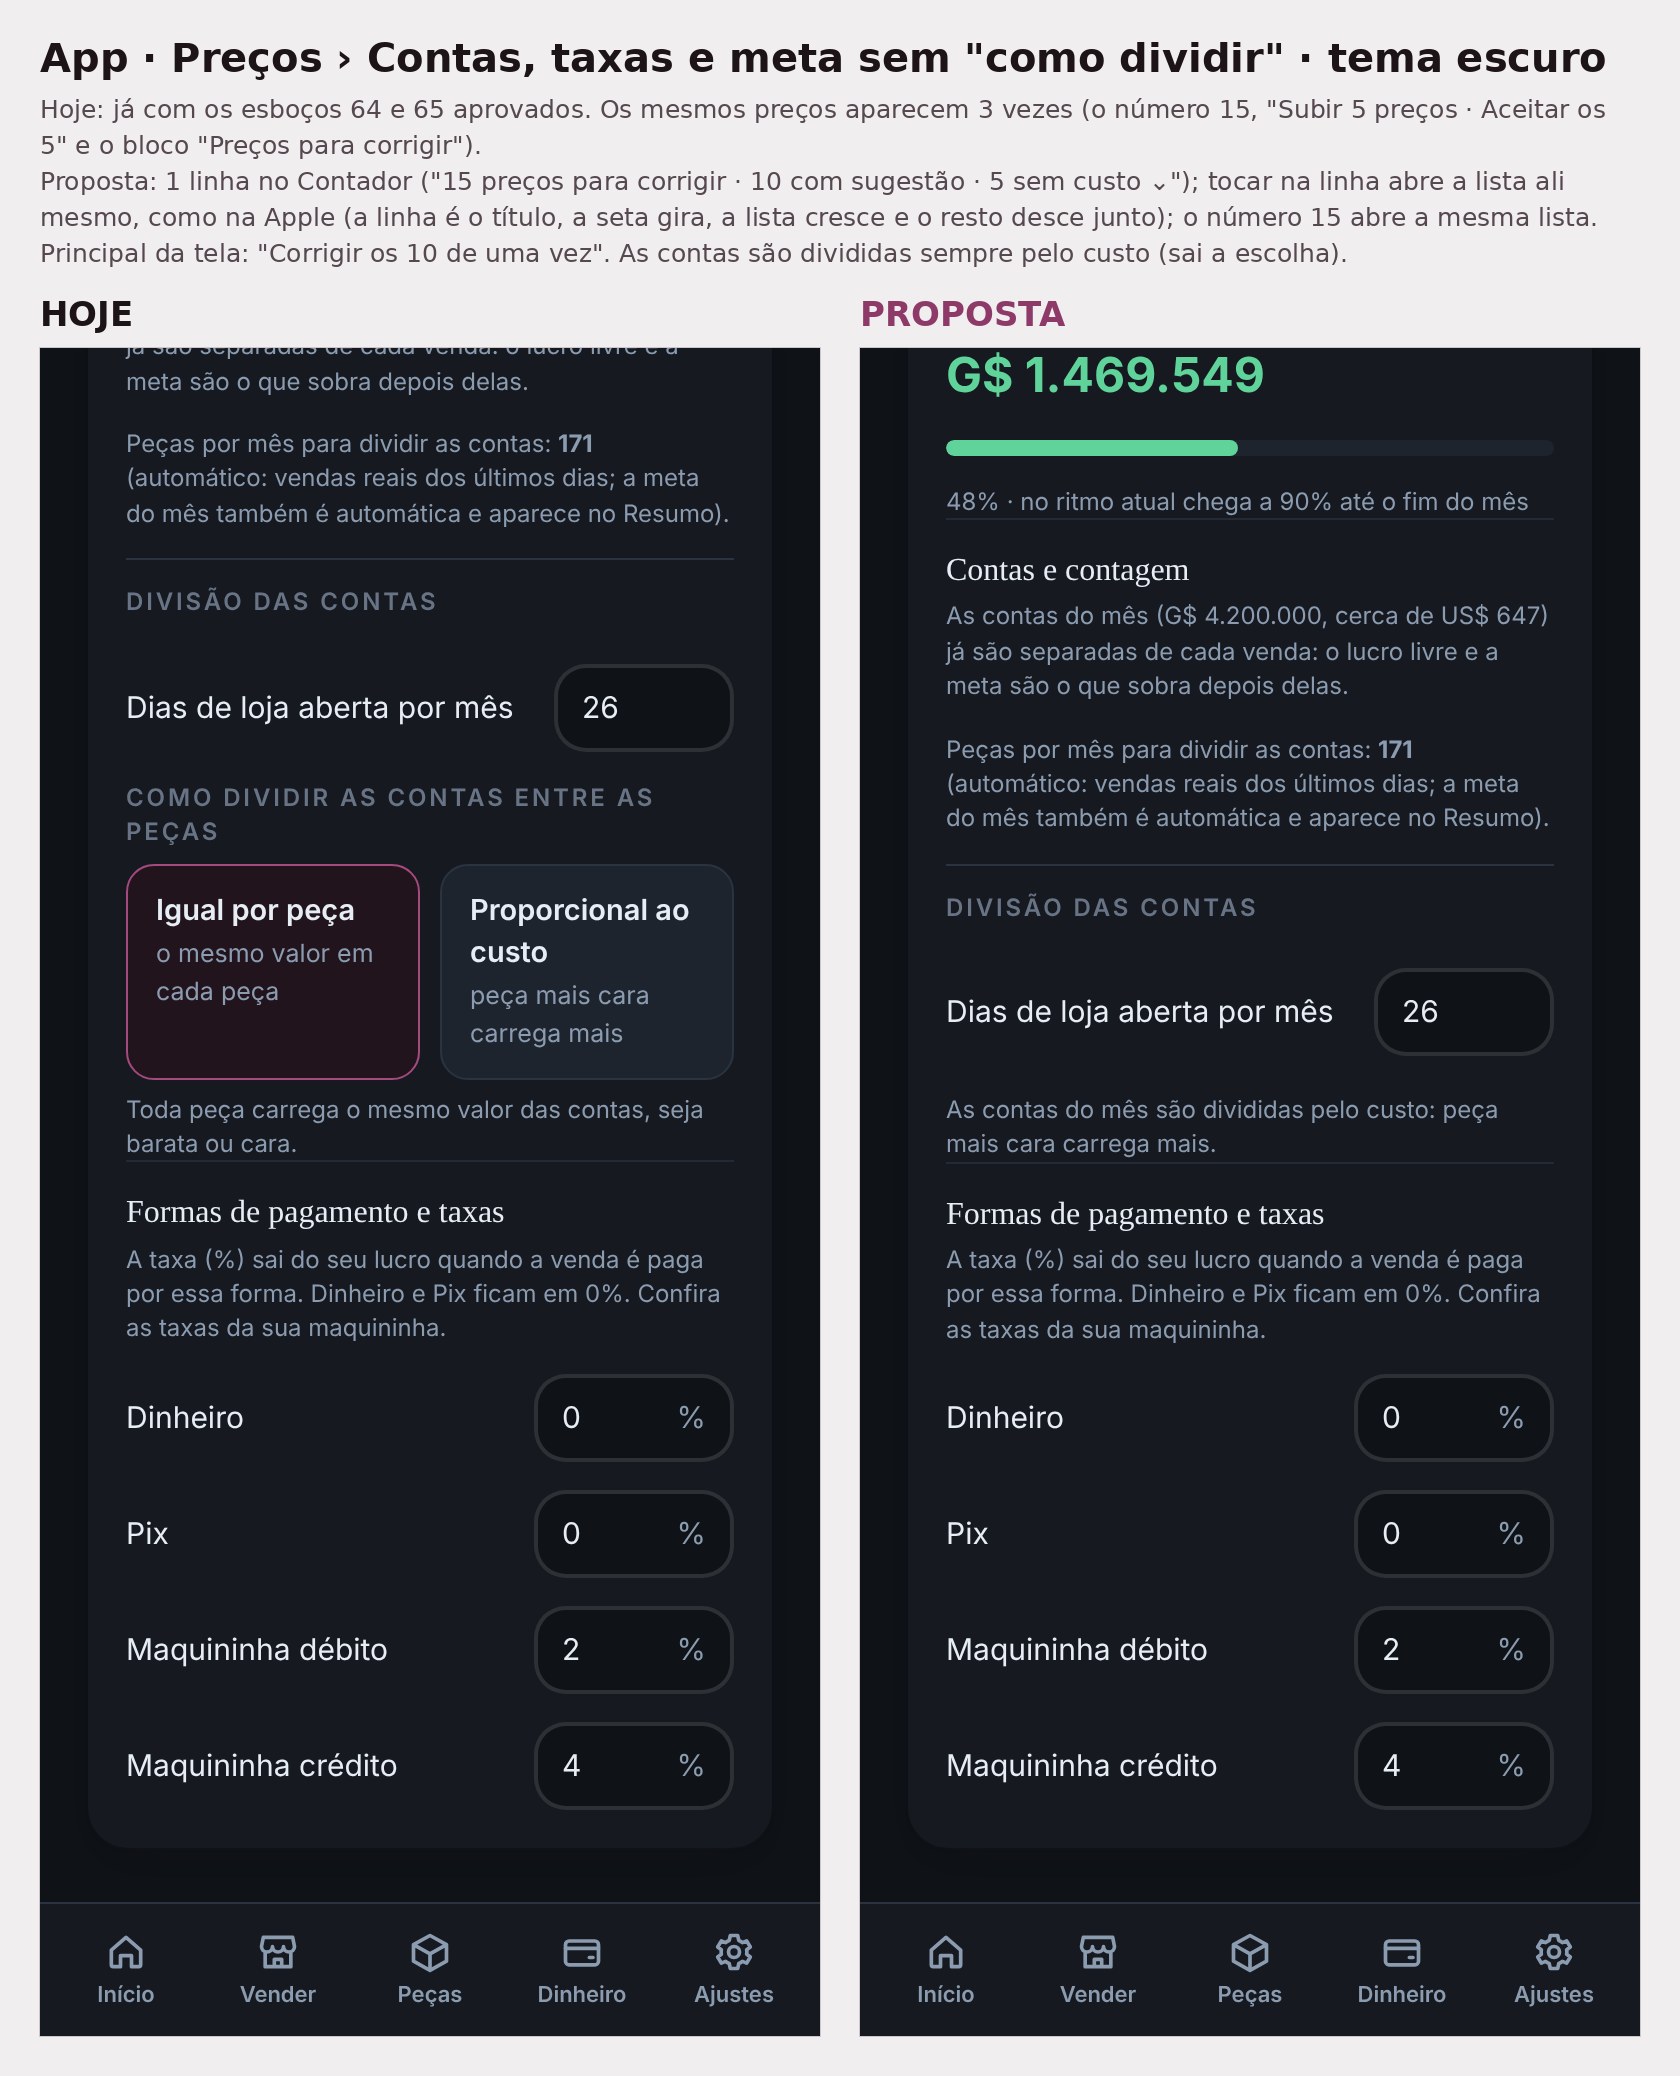 App · Preços › Contas, taxas e meta sem "como dividir" · tema escuro
Hoje: já com os esboços 64 e 65 aprovados. Os mesmos preços aparecem 3 vezes (o número 15, "Subir 5 preços · Aceitar os
5" e o bloco "Preços para corrigir").
Proposta: 1 linha no Contador ("15 preços para corrigir · 10 com sugestão · 5 sem custo ⌄"); tocar na linha abre a lista ali
mesmo, como na Apple (a linha é o título, a seta gira, a lista cresce e o resto desce junto); o número 15 abre a mesma lista.
Principal da tela: "Corrigir os 10 de uma vez". As contas são divididas sempre pelo custo (sai a escolha).
HOJE
já são separadas de cada venda: o lucro livre e a
meta são o que sobra depois delas.
Peças por mês para dividir as contas: 171
(automático: vendas reais dos últimos dias; a meta
do mês também é automática e aparece no Resumo).
DIVISÃO DAS CONTAS
Dias de loja aberta por mês
26
COMO DIVIDIR AS CONTAS ENTRE AS
PEÇAS
Igual por peça
o mesmo valor em
cada peça
Proporcional ao
custo
peça mais cara
carrega mais
Toda peça carrega o mesmo valor das contas, seja
barata ou cara.
Formas de pagamento e taxas
A taxa (%) sai do seu lucro quando a venda é paga
por essa forma. Dinheiro e Pix ficam em 0%. Confira
as taxas da sua maquininha.
Dinheiro
0 %
Pix
0 %
Maquininha débito
2 %
Maquininha crédito
4 %
Início
Vender
Peças
Dinheiro
Ajustes
PROPOSTA
G$ 1.469.549
48% · no ritmo atual chega a 90% até o fim do mês
Contas e contagem
As contas do mês (G$ 4.200.000, cerca de US$ 647)
já são separadas de cada venda: o lucro livre e a
meta são o que sobra depois delas.
Peças por mês para dividir as contas: 171
(automático: vendas reais dos últimos dias; a meta
do mês também é automática e aparece no Resumo).
DIVISÃO DAS CONTAS
Dias de loja aberta por mês
26
As contas do mês são divididas pelo custo: peça
mais cara carrega mais.
Formas de pagamento e taxas
A taxa (%) sai do seu lucro quando a venda é paga
por essa forma. Dinheiro e Pix ficam em 0%. Confira
as taxas da sua maquininha.
Dinheiro
0 %
Pix
0 %
Maquininha débito
2 %
Maquininha crédito
4 %
Início
Vender
Peças
Dinheiro
Ajustes